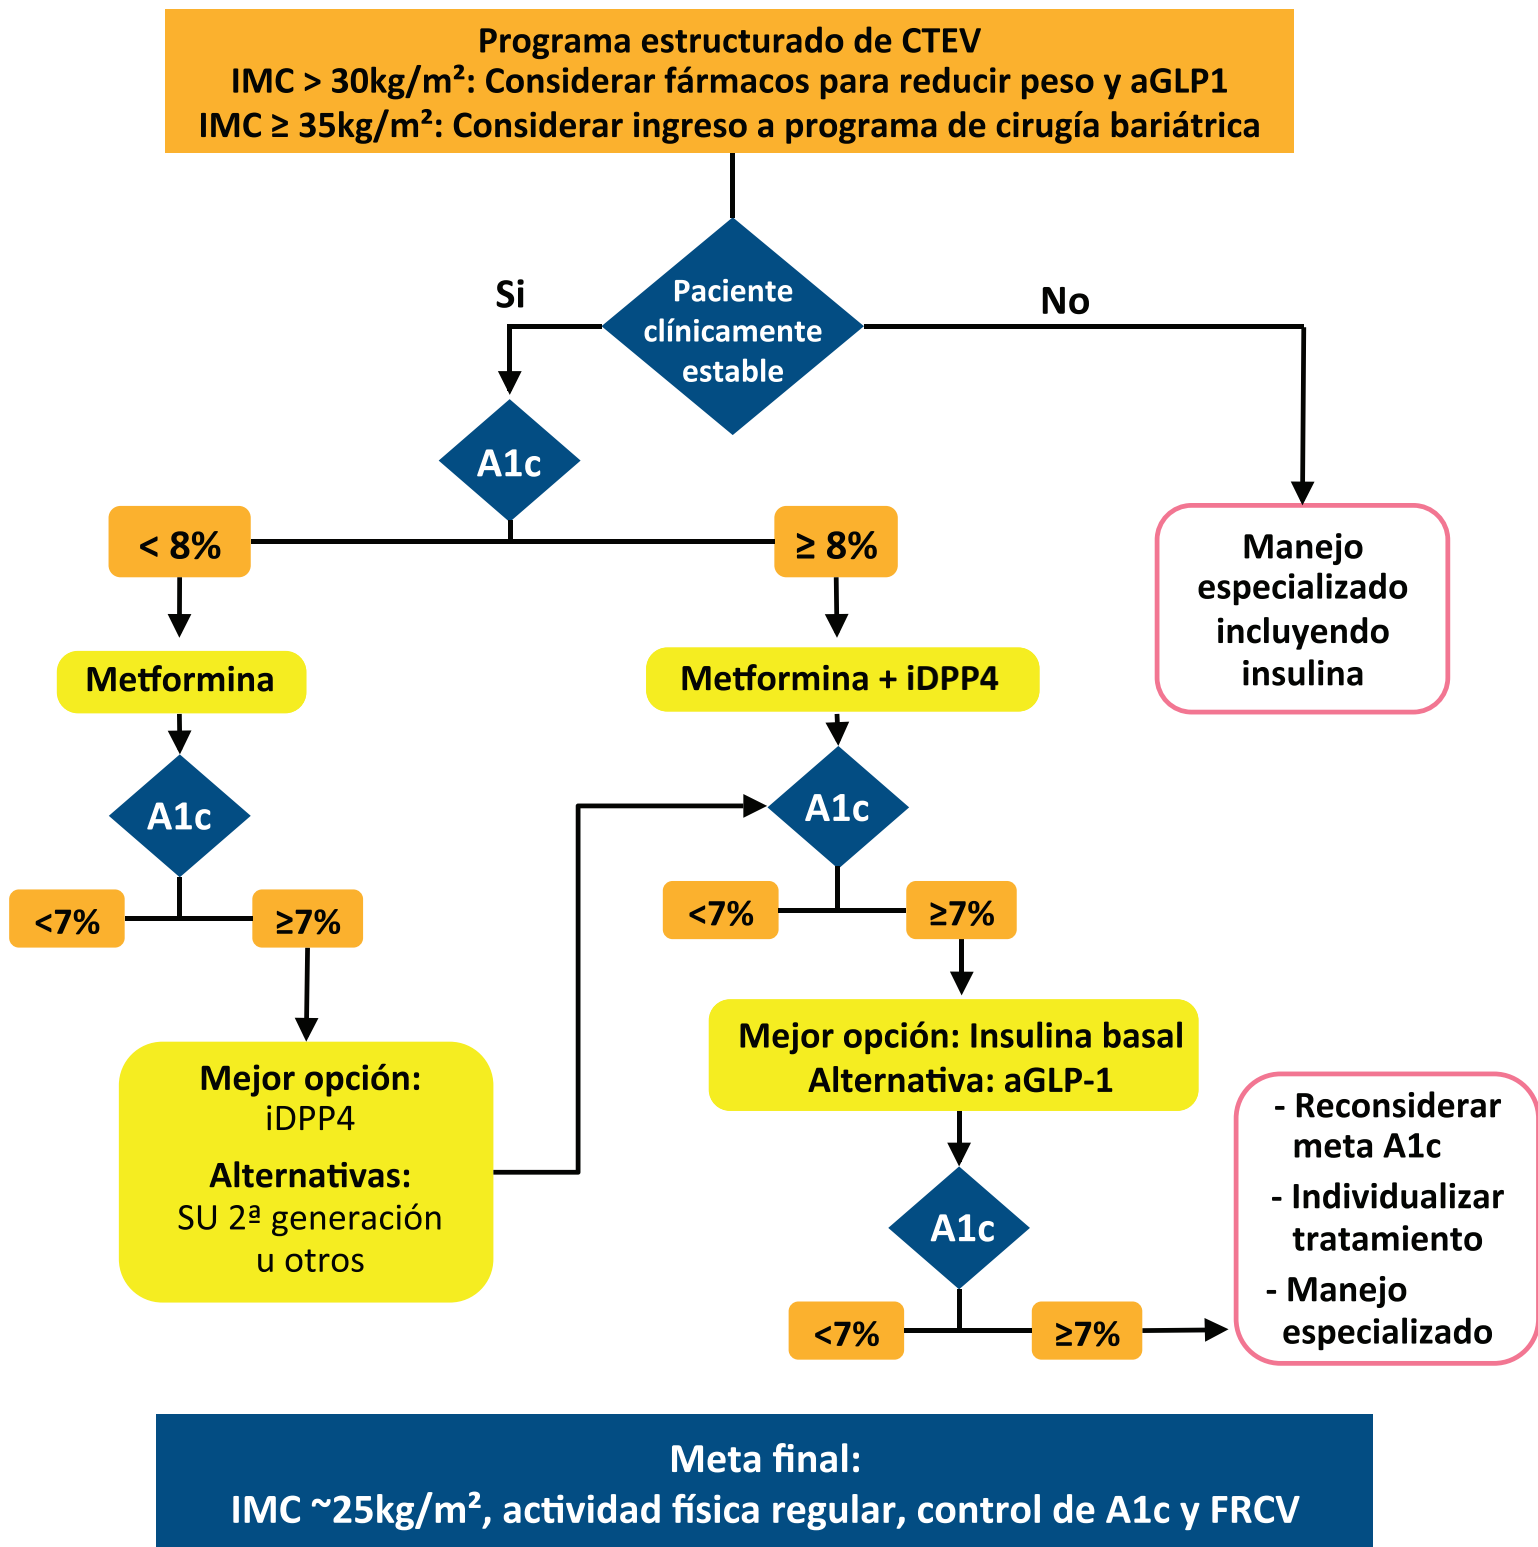 Programa estructurado de CTEV
IMC > 30kg/m²: Considerar fármacos para reducir peso y aGLP1
IMC ≥ 35kg/m²: Considerar ingreso a programa de cirugía bariátrica
Si
Paciente
clínicamente
estable
No
A1c
< 8%
≥ 8%
Manejo
especializado
incluyendo
insulina
Metformina
Metformina + iDPP4
A1c
A1c
<7%
≥7%
<7%
≥7%
Mejor opción:
iDPP4
Alternativas:
SU 2ª generación
u otros
Mejor opción: Insulina basal
Alternativa: aGLP-1
A1c
<7%
≥7%
- Reconsiderar
meta A1c
- Individualizar
tratamiento
- Manejo
especializado
Meta final:
IMC ~25kg/m², actividad física regular, control de A1c y FRCV